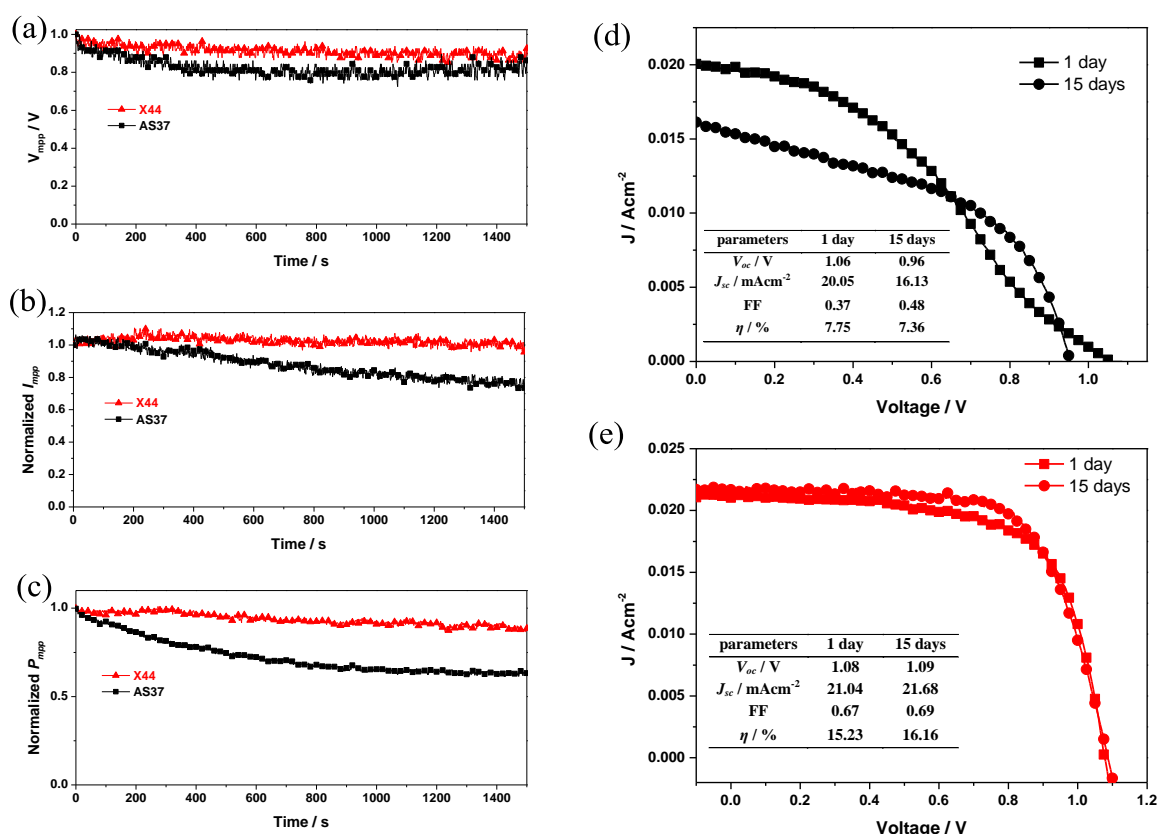 (a)
V_mpp / V
1.0
0.8
0.6
0.4
0.2
0.0
X44
AS37
0 200 400 600 800 1000 1200 1400
Time / s
(b)
Normalized I_mpp
1.2
1.0
0.8
0.6
0.4
0.2
0.0
X44
AS37
0 200 400 600 800 1000 1200 1400
Time / s
(c)
Normalized P_mpp
1.0
0.5
0.0
X44
AS37
0 200 400 600 800 1000 1200 1400
Time / s
(d)
J / Acm⁻²
0.020
0.015
0.010
0.005
0.000
1 day
15 days
parameters 1 day 15 days
V_oc / V 1.06 0.96
J_sc / mAcm⁻² 20.05 16.13
FF 0.37 0.48
η / % 7.75 7.36
0.0 0.2 0.4 0.6 0.8 1.0
Voltage / V
(e)
J / Acm⁻²
0.025
0.020
0.015
0.010
0.005
0.000
1 day
15 days
parameters 1 day 15 days
V_oc / V 1.08 1.09
J_sc / mAcm⁻² 21.04 21.68
FF 0.67 0.69
η / % 15.23 16.16
0.0 0.2 0.4 0.6 0.8 1.0 1.2
Voltage / V